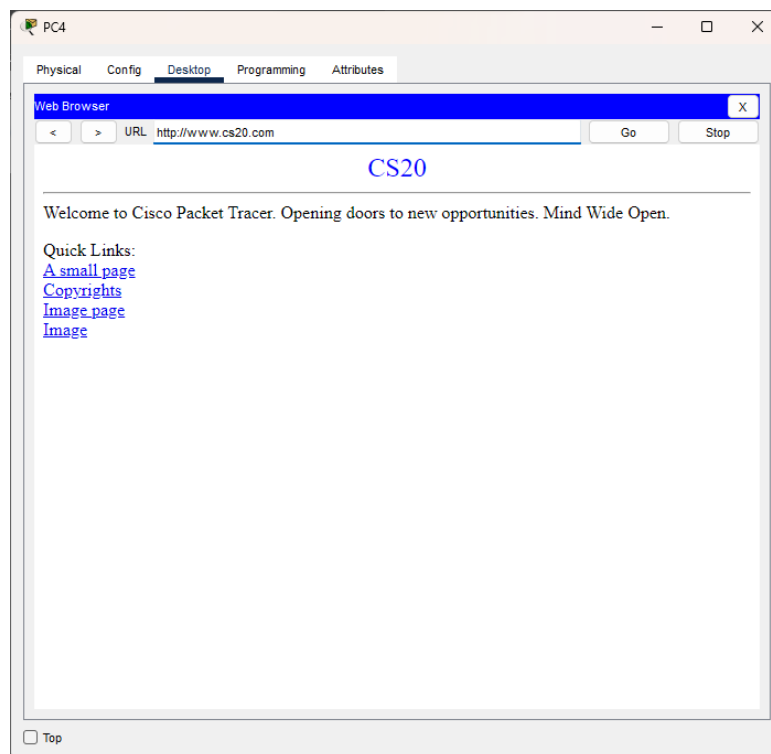 PC4
Physical Config Desktop Programming Attributes
Web Browser X
< > URL http://www.cs20.com Go Stop
CS20
Welcome to Cisco Packet Tracer. Opening doors to new opportunities. Mind Wide Open.
Quick Links:
A small page
Copyrights
Image page
Image
Top